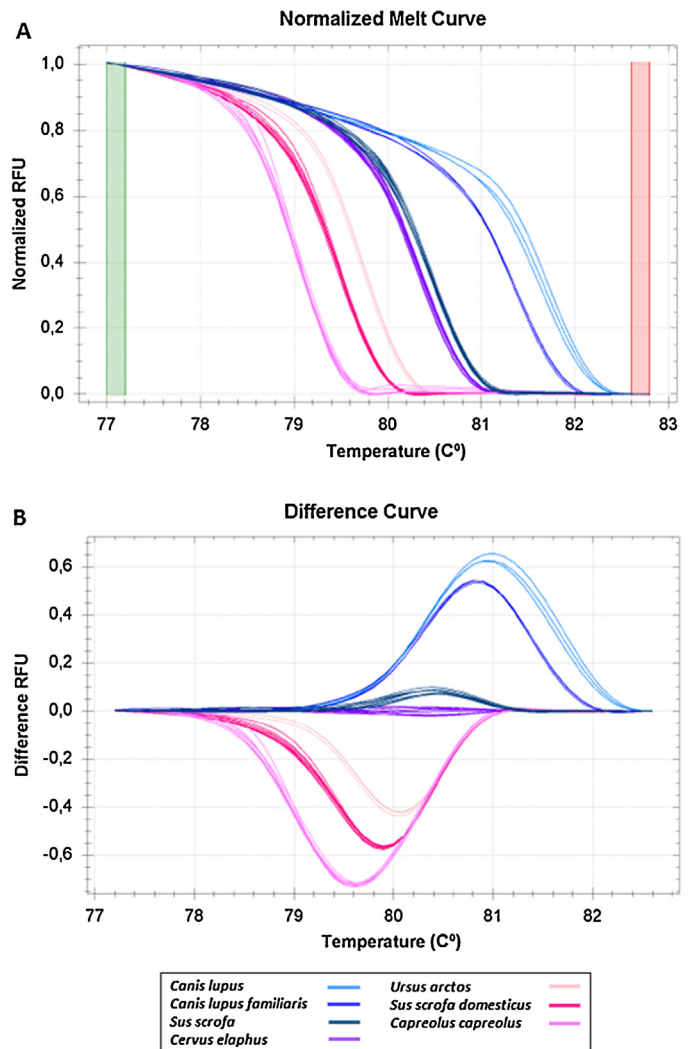 A
Normalized Melt Curve
1,0
0,8
0,6
0,4
0,2
0,0
Normalized RFU
77 78 79 80 81 82 83
Temperature (C⁰)
B
Difference Curve
0,6
0,4
0,2
0,0
-0,2
-0,4
-0,6
Difference RFU
77 78 79 80 81 82
Temperature (C⁰)
Canis lupus
Canis lupus familiaris
Sus scrofa
Cervus elaphus
Ursus arctos
Sus scrofa domesticus
Capreolus capreolus